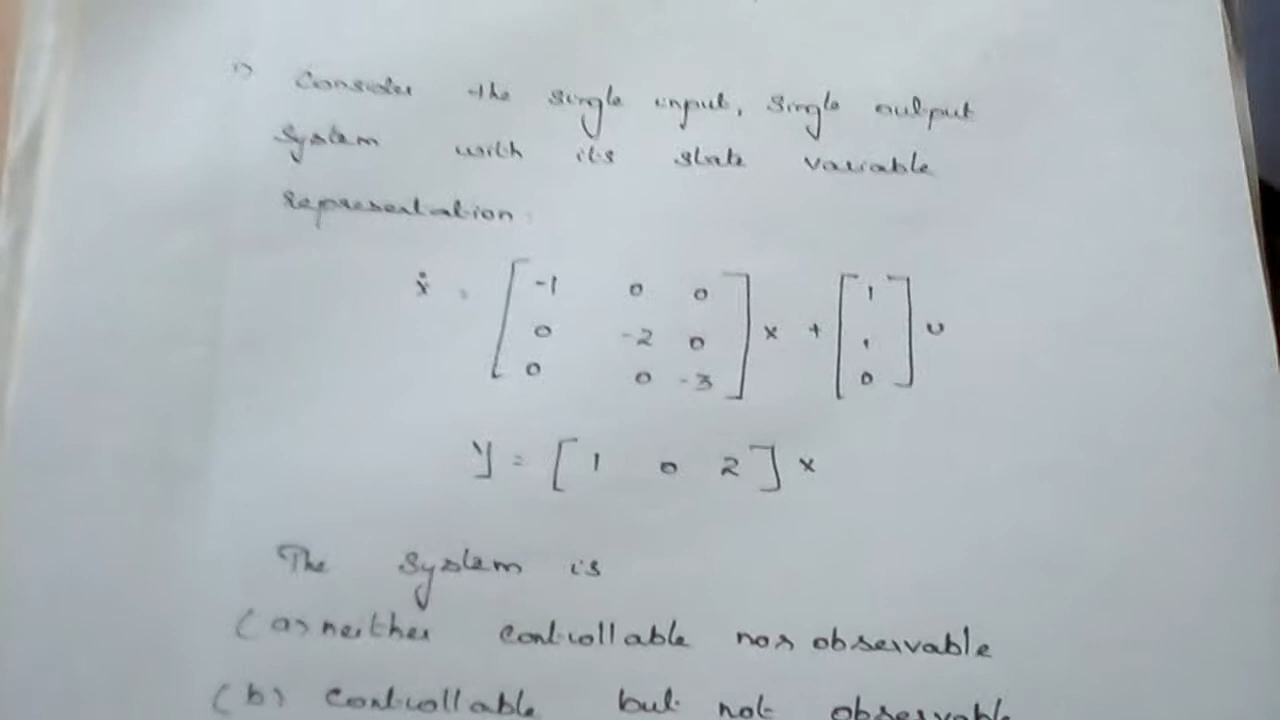 1) Consider the single input, single output
system with its state variable
representation.
ẋ = [ -1 0 0
0 -2 0
0 0 -3 ] x + [ 1
1
0 ] u
y = [ 1 0 2 ] x
The system is
(a) neither controllable nor observable
(b) controllable but not observable